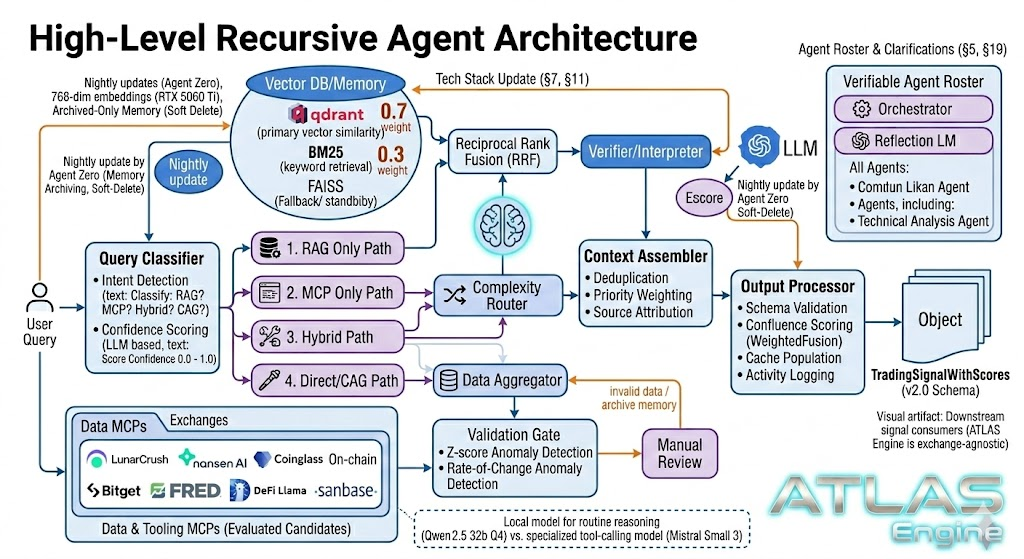 High-Level Recursive Agent Architecture
Agent Roster & Clarifications (§5, §19)
Nightly updates (Agent Zero),
768-dim embeddings (RTX 5060 Ti),
Archived-Only Memory (Soft Delete)
Vector DB/Memory
qdrant
0.7
(primary vector similarity)
weight
BM25
0.3
(keyword retrieval)
weight
FAISS
(Fallback/ standbiby)
Tech Stack Update (§7, §11)
Reciprocal Rank
Fusion (RRF)
Verifier/Interpreter
LLM
Escore
Nightly update by
Agent Zero
Soft-Delete)
Verifiable Agent Roster
Orchestrator
Reflection LM
All Agents:
• Comtun Likan Agent
• Agents, including:
• Technical Analysis Agent
Nightly update by
Agent Zero (Memory
Archiving, Soft-Delete)
Nightly
update
User
Query
Query Classifier
• Intent Detection
(text: Classify: RAG?
MCP? Hybrid? CAG?)
• Confidence Scoring
(LLM based, text:
Score Confidence 0.0 - 1.0)
1. RAG Only Path
2. MCP Only Path
3. Hybrid Path
4. Direct/CAG Path
Complexity
Router
Data Aggregator
Context Assembler
• Deduplication
• Priority Weighting
• Source Attribution
Output Processor
• Schema Validation
• Confluence Scoring
(WeightedFusion)
• Cache Population
• Activity Logging
Object
TradingSignalWithScores
(v2.0 Schema)
Visual artifact: Downstream
signal consumers (ATLAS
Engine is exchange-agnostic)
invalid data /
archive memory
Validation Gate
• Z-score Anomaly Detection
• Rate-of-Change Anomaly
Detection
Manual
Review
Data MCPs
Exchanges
LunarCrush
nansen AI
Coinglass
On-chain
Bitget
FRED
DeFi Llama
·sanbase·
Data & Tooling MCPs (Evaluated Candidates)
Local model for routine reasoning
(Qwen 2.5 32b Q4) vs. specialized tool-calling model (Mistral Small 3)
ATLAS
Engine